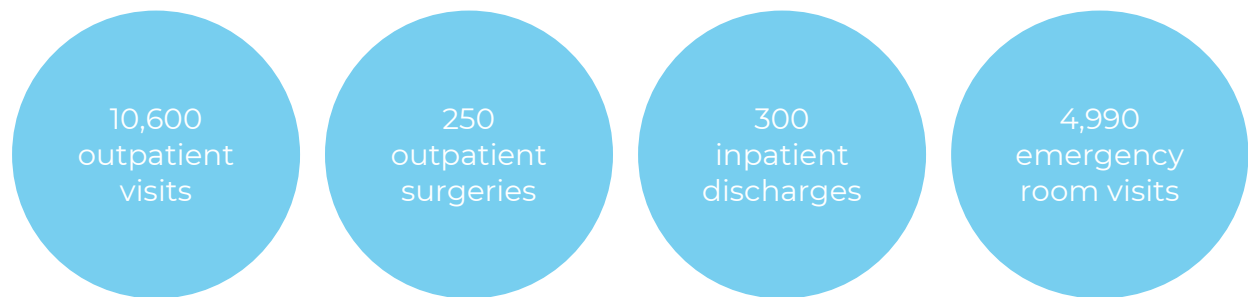 10,600
outpatient
visits
250
outpatient
surgeries
300
inpatient
discharges
4,990
emergency
room visits